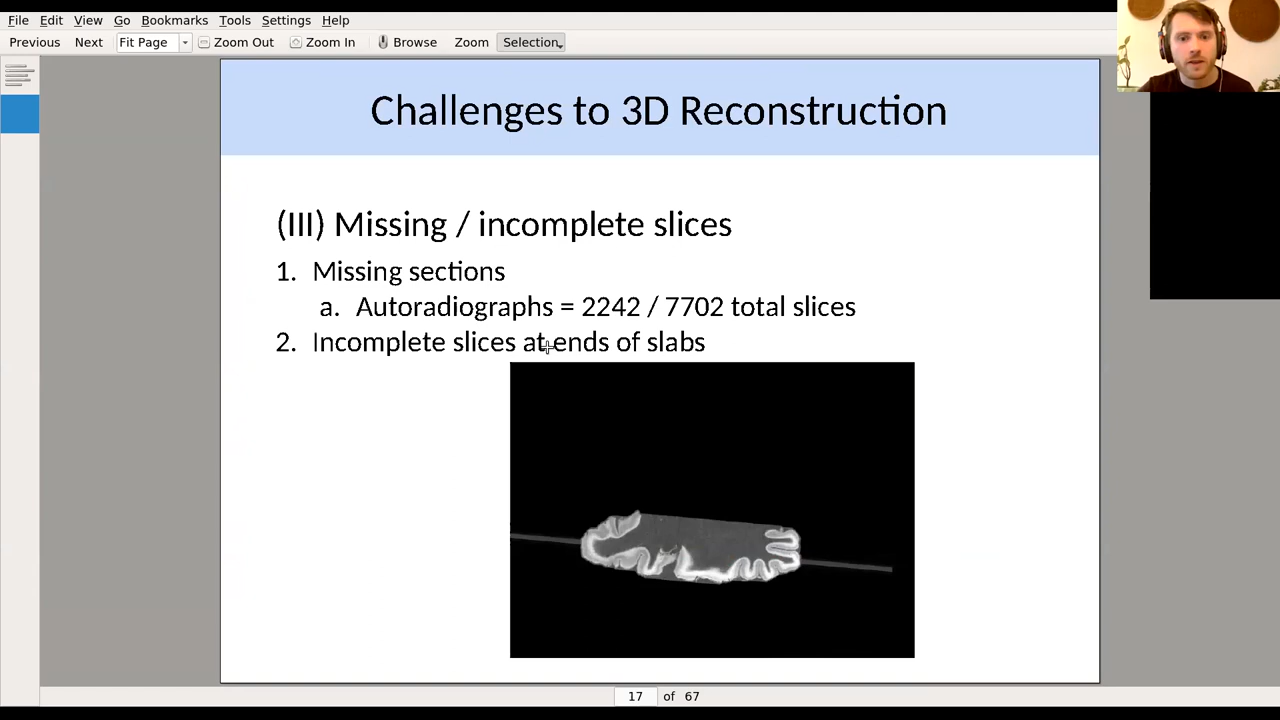 File Edit View Go Bookmarks Tools Settings Help
Previous Next Fit Page Zoom Out Zoom In Browse Zoom Selection
Challenges to 3D Reconstruction
(III) Missing / incomplete slices
1. Missing sections
a. Autoradiographs = 2242 / 7702 total slices
2. Incomplete slices at ends of slabs
17 of 67